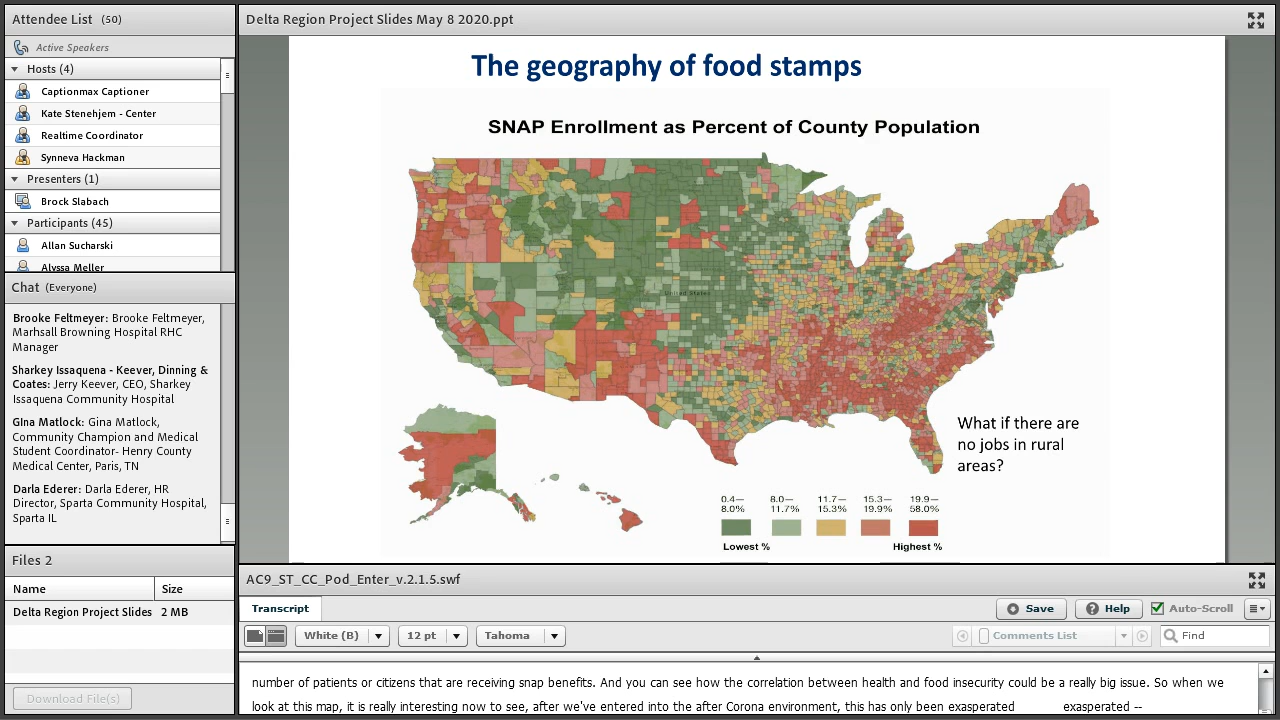 Attendee List (50)
Active Speakers
Hosts (4)
Captionmax Captioner
Kate Stenehjem - Center
Realtime Coordinator
Synneva Hackman
Presenters (1)
Brock Slabach
Participants (45)
Allan Sucharski
Alyssa Meller
Chat (Everyone)
Brooke Feltmeyer: Brooke Feltmeyer,
Marhsall Browning Hospital RHC
Manager
Sharkey Issaquena - Keever, Dinning &
Coates: Jerry Keever, CEO, Sharkey
Issaquena Community Hospital
Gina Matlock: Gina Matlock,
Community Champion and Medical
Student Coordinator- Henry County
Medical Center, Paris, TN
Darla Ederer: Darla Ederer, HR
Director, Sparta Community Hospital,
Sparta IL
Files 2
Name Size
Delta Region Project Slides 2 MB
Download File(s)
Delta Region Project Slides May 8 2020.ppt
The geography of food stamps
SNAP Enrollment as Percent of County Population
United States
What if there are
no jobs in rural
areas?
0.4— 8.0— 11.7— 15.3— 19.9—
8.0% 11.7% 15.3% 19.9% 58.0%
Lowest % Highest %
AC9_ST_CC_Pod_Enter_v.2.1.5.swf
Transcript Save Help Auto-Scroll
White (B) 12 pt Tahoma Comments List Find
number of patients or citizens that are receiving snap benefits. And you can see how the correlation between health and food insecurity could be a really big issue. So when we
look at this map, it is really interesting now to see, after we've entered into the after Corona environment, this has only been exasperated exasperated --